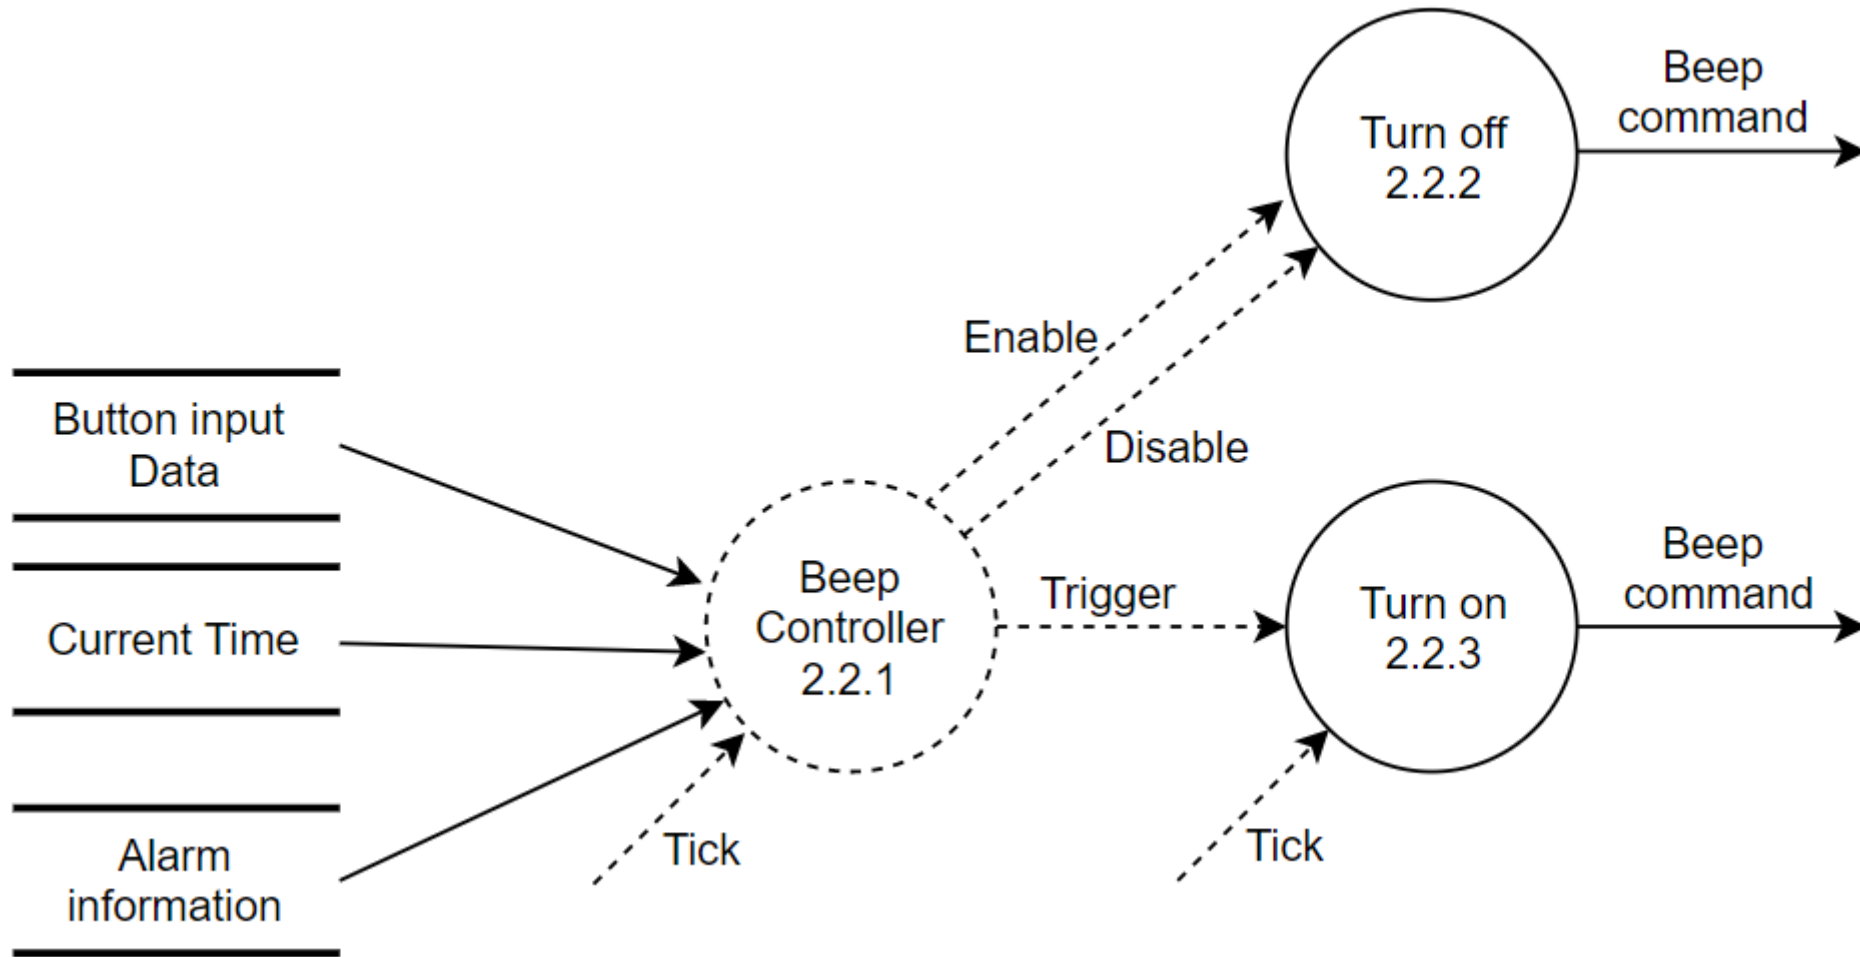 Button input
Data
Current Time
Alarm
information
Beep
Controller
2.2.1
Tick
Enable
Disable
Trigger
Turn off
2.2.2
Beep
command
Turn on
2.2.3
Beep
command
Tick